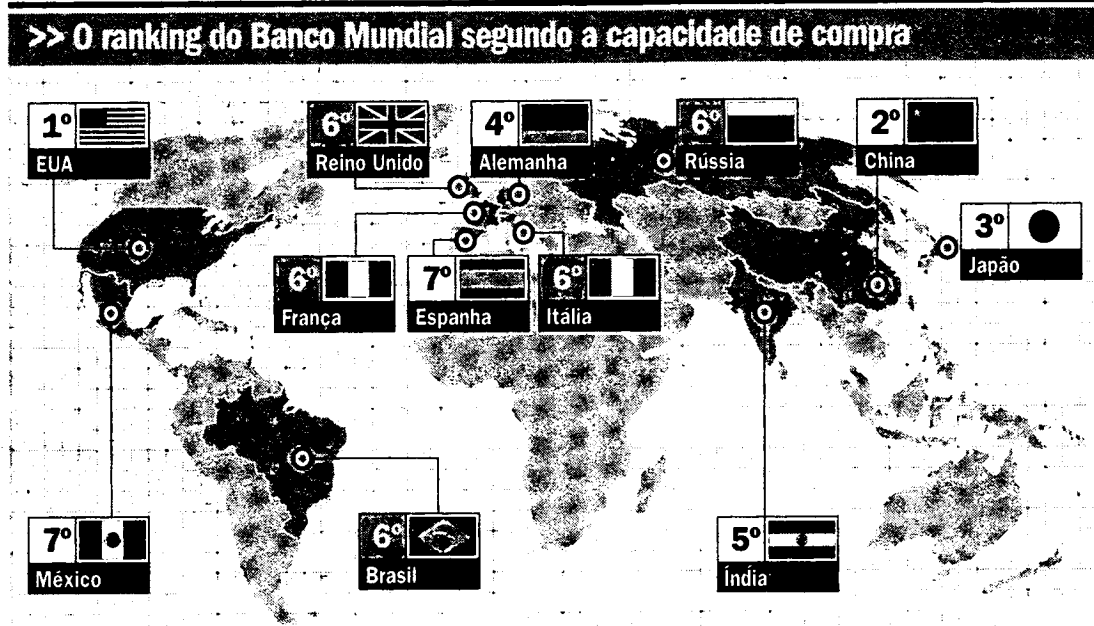 >> O ranking do Banco Mundial segundo a capacidade de compra
1º
EUA
6º
Reino Unido
4º
Alemanha
6º
Rússia
2º
China
3º
Japão
6º
França
7º
Espanha
6º
Itália
7º
México
6º
Brasil
5º
Índia